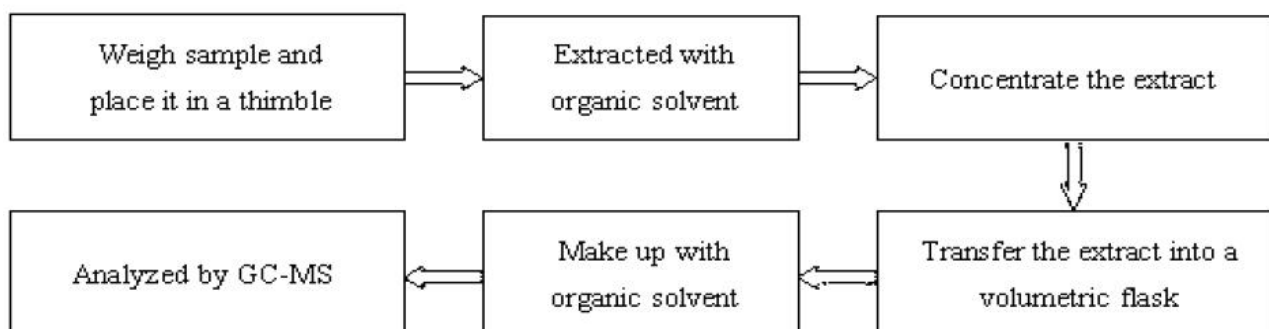 Weigh sample and
place it in a thimble
Extracted with
organic solvent
Concentrate the extract
Transfer the extract into a
volumetric flask
Make up with
organic solvent
Analyzed by GC-MS